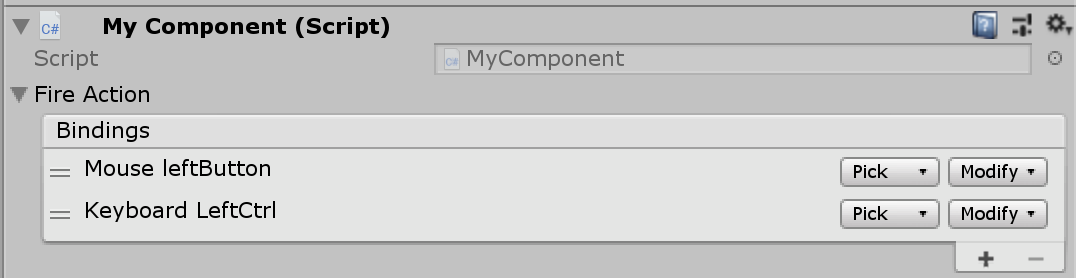 C# My Component (Script)
Script C# MyComponent
Fire Action
Bindings
Mouse leftButton Pick Modify
Keyboard LeftCtrl Pick Modify
+ −